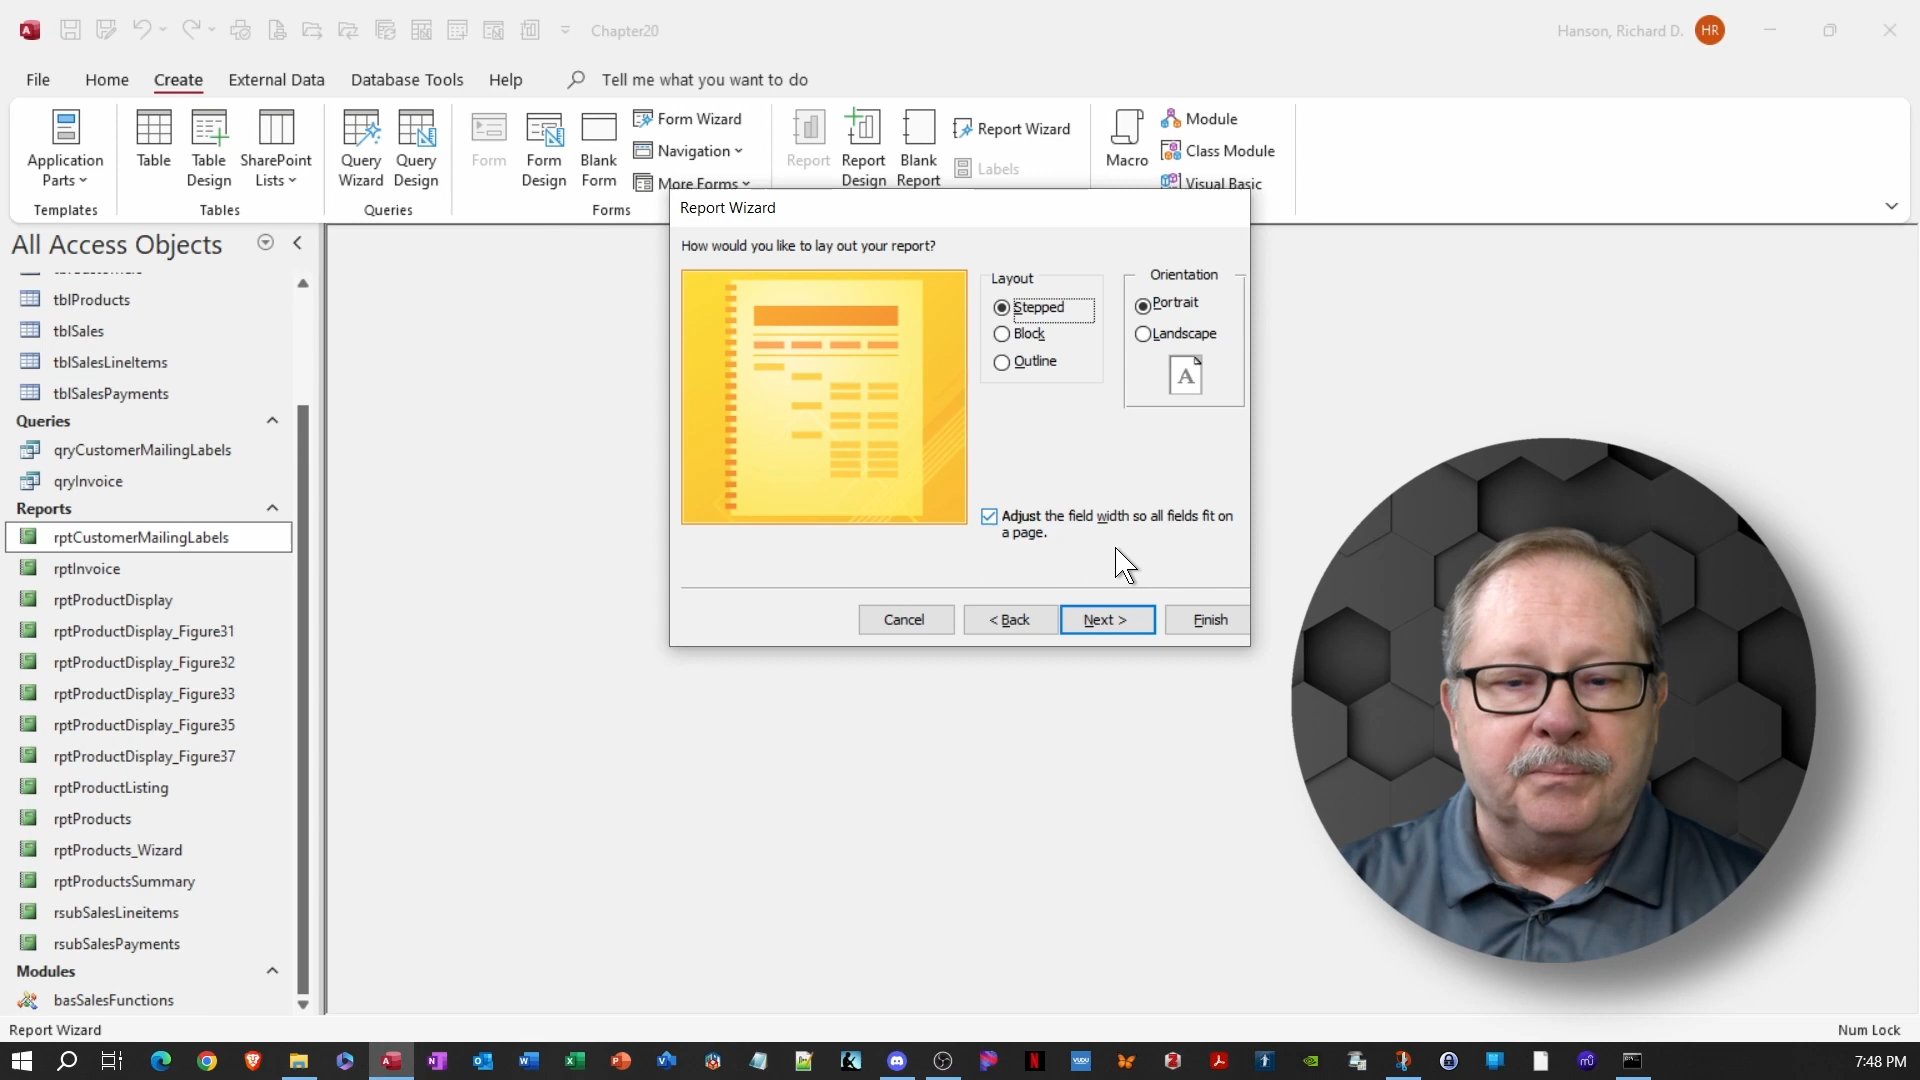 Chapter20
Hanson, Richard D.
HR
File
Home
Create
External Data
Database Tools
Help
Tell me what you want to do
Application
Parts
Templates
Table
Table
Design
SharePoint
Lists
Tables
Query
Wizard
Query
Design
Queries
Form
Form
Design
Blank
Form
Form Wizard
Navigation
More Forms
Forms
Report
Report
Design
Blank
Report
Report Wizard
Labels
Macro
Module
Class Module
Visual Basic
All Access Objects
tblProducts
tblSales
tblSalesLineItems
tblSalesPayments
Queries
qryCustomerMailingLabels
qryInvoice
Reports
rptCustomerMailingLabels
rptInvoice
rptProductDisplay
rptProductDisplay_Figure31
rptProductDisplay_Figure32
rptProductDisplay_Figure33
rptProductDisplay_Figure35
rptProductDisplay_Figure37
rptProductListing
rptProducts
rptProducts_Wizard
rptProductsSummary
rsubSalesLineitems
rsubSalesPayments
Modules
basSalesFunctions
Report Wizard
How would you like to lay out your report?
Layout
Stepped
Block
Outline
Orientation
Portrait
Landscape
A
Adjust the field width so all fields fit on
a page.
Cancel
< Back
Next >
Finish
Report Wizard
Num Lock
7:48 PM